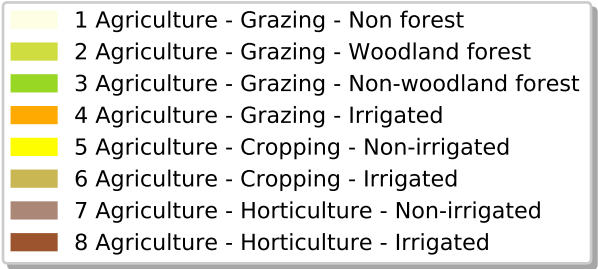 1 Agriculture - Grazing - Non forest
2 Agriculture - Grazing - Woodland forest
3 Agriculture - Grazing - Non-woodland forest
4 Agriculture - Grazing - Irrigated
5 Agriculture - Cropping - Non-irrigated
6 Agriculture - Cropping - Irrigated
7 Agriculture - Horticulture - Non-irrigated
8 Agriculture - Horticulture - Irrigated